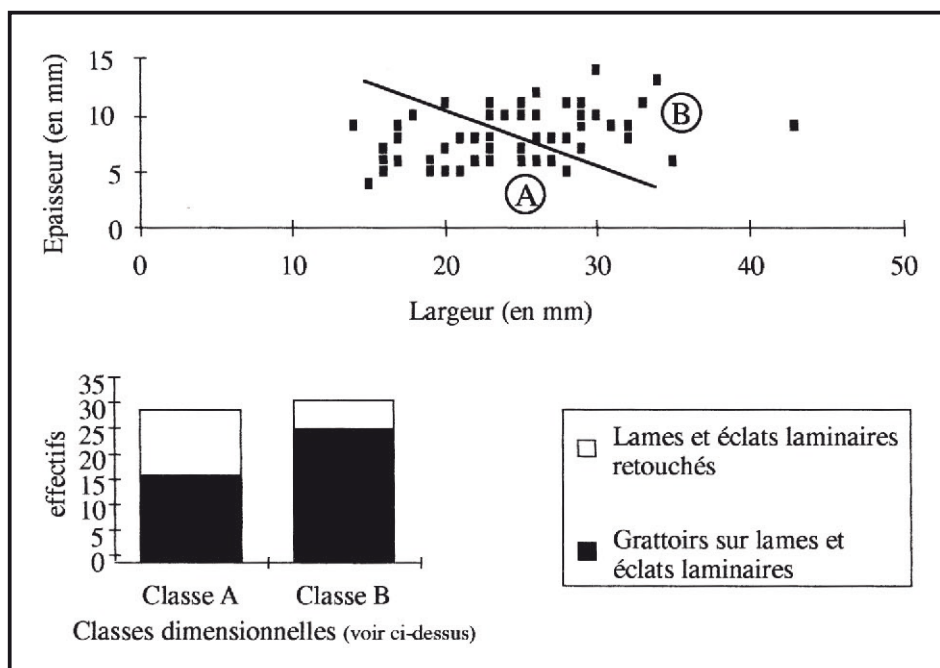 Epaisseur (en mm)
15
10
5
0
0 10 20 30 40 50
Largeur (en mm)
A
B
effectifs
35
30
25
20
15
10
5
0
Classe A Classe B
Classes dimensionnelles (voir ci-dessus)
Lames et éclats laminaires
retouchés
Grattoirs sur lames et
éclats laminaires